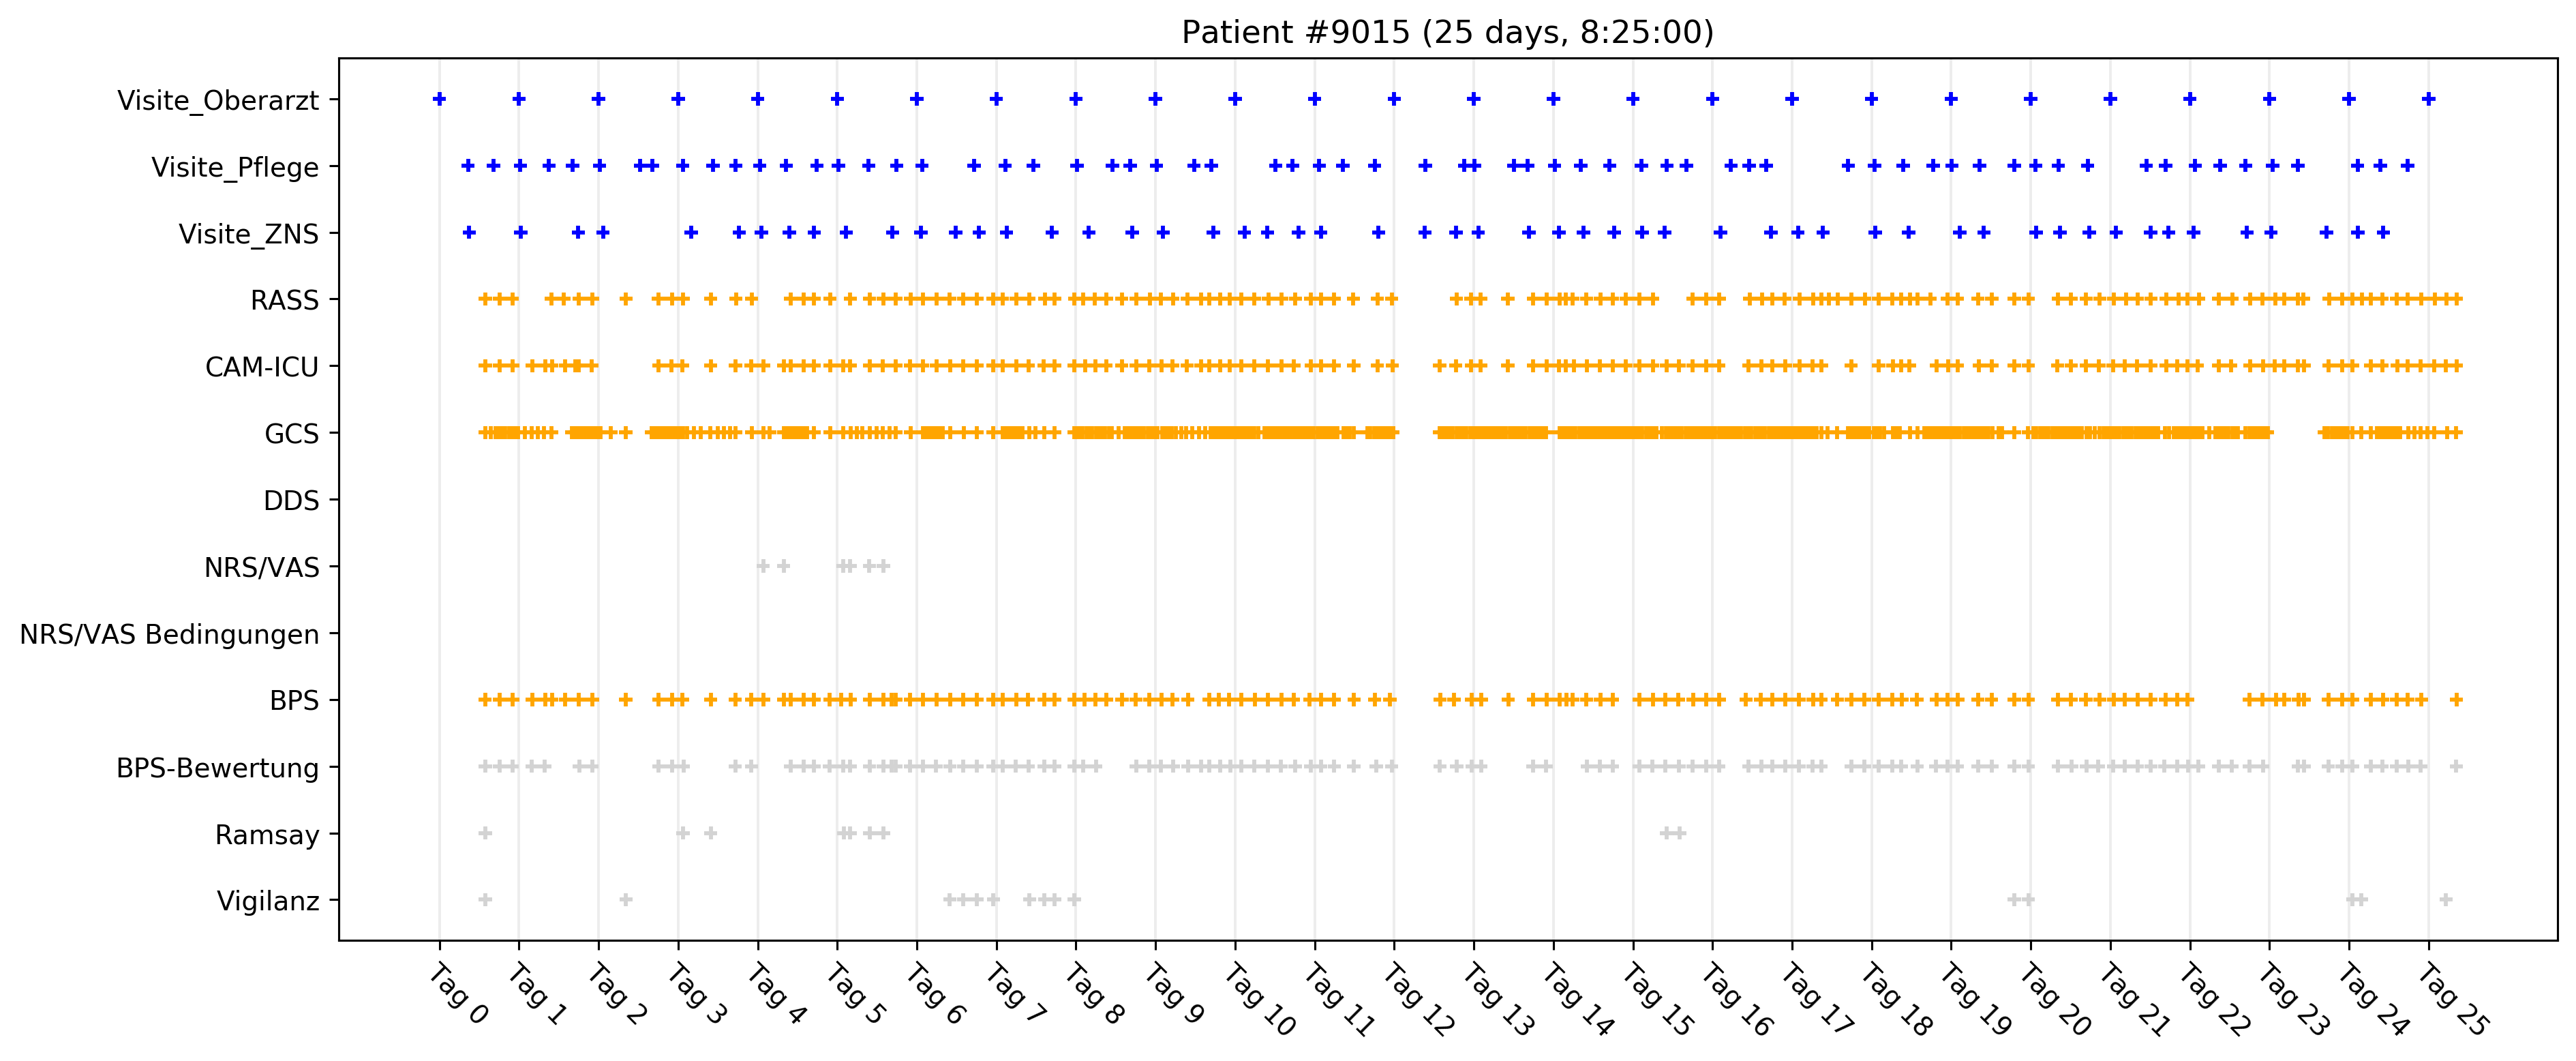 Patient #9015 (25 days, 8:25:00)
Visite_Oberarzt
Visite_Pflege
Visite_ZNS
RASS
CAM-ICU
GCS
DDS
NRS/VAS
NRS/VAS Bedingungen
BPS
BPS-Bewertung
Ramsay
Vigilanz
Tag 0
Tag 1
Tag 2
Tag 3
Tag 4
Tag 5
Tag 6
Tag 7
Tag 8
Tag 9
Tag 10
Tag 11
Tag 12
Tag 13
Tag 14
Tag 15
Tag 16
Tag 17
Tag 18
Tag 19
Tag 20
Tag 21
Tag 22
Tag 23
Tag 24
Tag 25